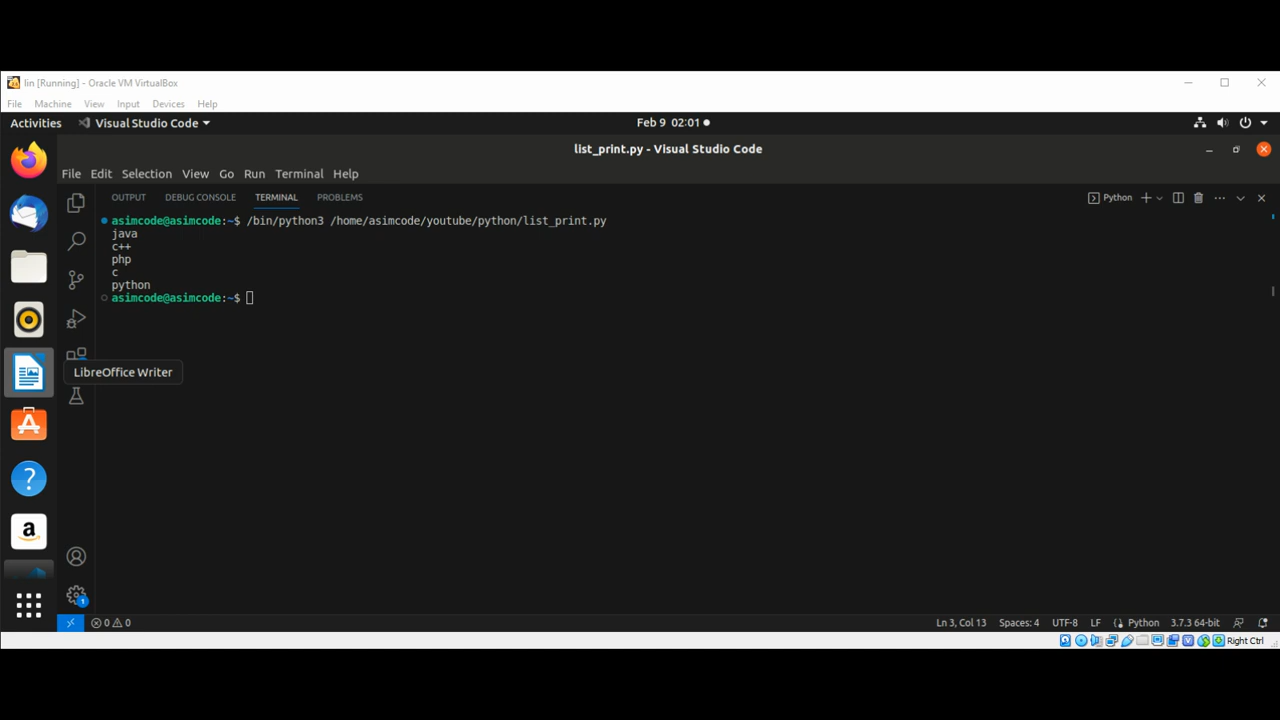 lin [Running] - Oracle VM VirtualBox
File Machine View Input Devices Help
Activities Visual Studio Code Feb 9 02:01
list_print.py - Visual Studio Code
File Edit Selection View Go Run Terminal Help
OUTPUT DEBUG CONSOLE TERMINAL PROBLEMS Python
asimcode@asimcode:~$ /bin/python3 /home/asimcode/youtube/python/list_print.py
java
c++
php
c
python
asimcode@asimcode:~$
LibreOffice Writer
a
1
0 0 Ln 3, Col 13 Spaces: 4 UTF-8 LF Python 3.7.3 64-bit
Right Ctrl